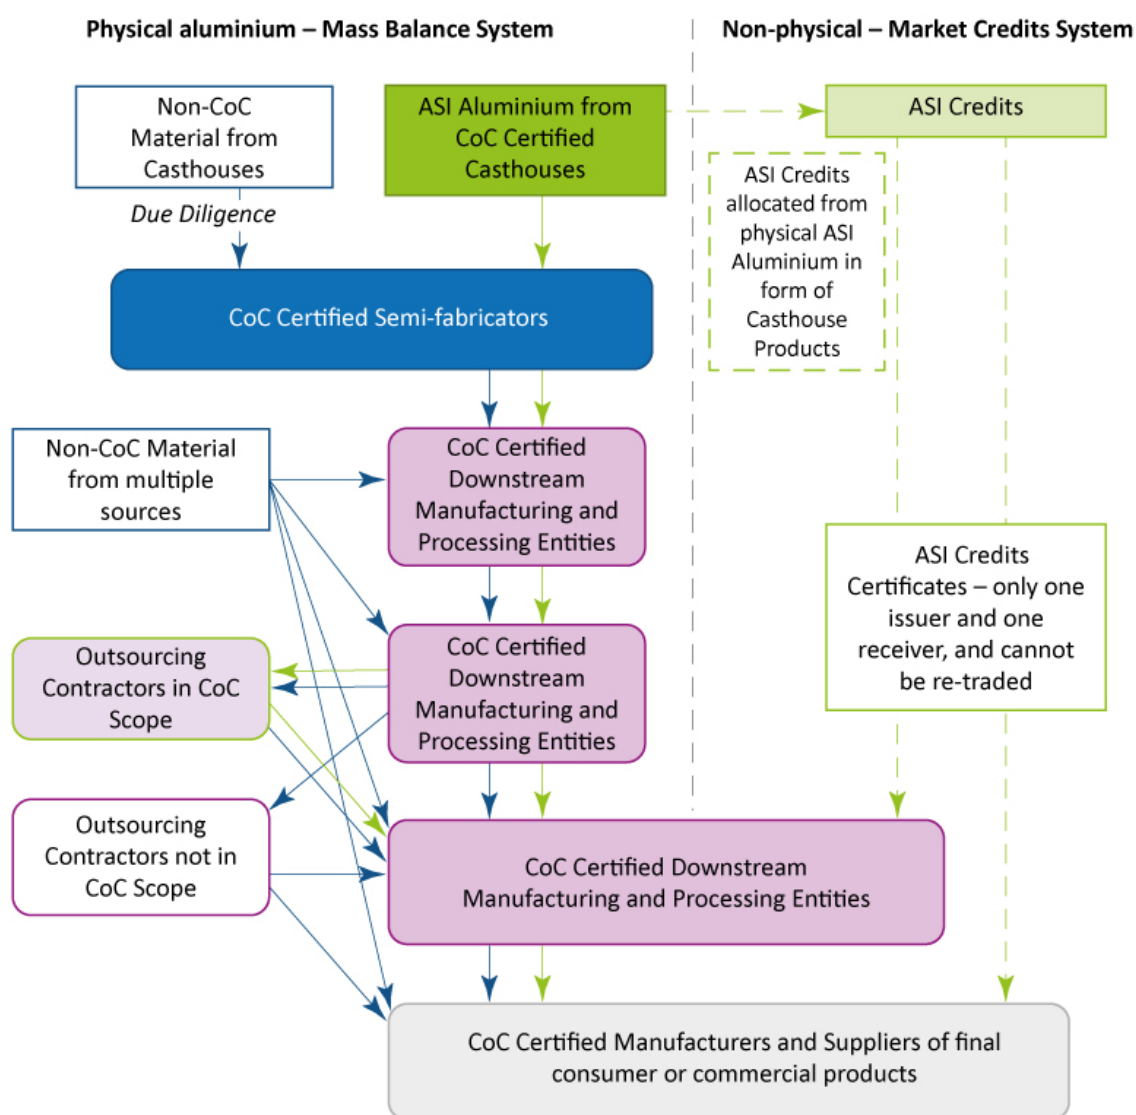 Physical aluminium – Mass Balance System
Non-physical – Market Credits System
Non-CoC
Material from
Casthouses
ASI Aluminium from
CoC Certified
Casthouses
ASI Credits
Due Diligence
ASI Credits
allocated from
physical ASI
Aluminium in
form of
Casthouse
Products
CoC Certified Semi-fabricators
Non-CoC Material
from multiple
sources
CoC Certified
Downstream
Manufacturing and
Processing Entities
ASI Credits
Certificates – only one
issuer and one
receiver, and cannot
be re-traded
Outsourcing
Contractors in CoC
Scope
CoC Certified
Downstream
Manufacturing and
Processing Entities
Outsourcing
Contractors not in
CoC Scope
CoC Certified Downstream
Manufacturing and Processing Entities
CoC Certified Manufacturers and Suppliers of final
consumer or commercial products